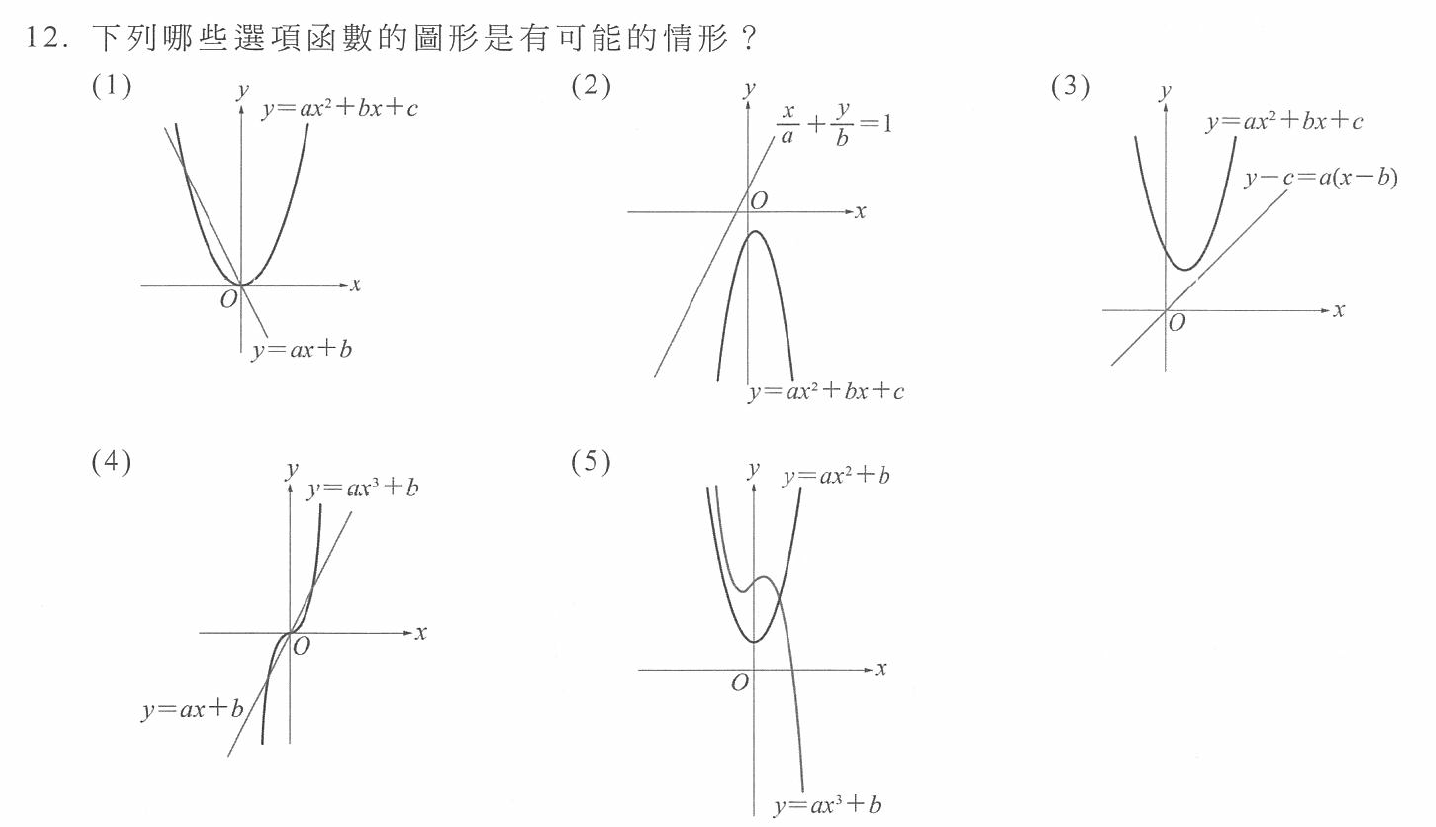 12. 下列哪些選項函數的圖形是有可能的情形？
(1)
y
y=ax²+bx+c
O
x
y=ax+b
(2)
y
x/a + y/b =1
O
x
y=ax²+bx+c
(3)
y
y=ax²+bx+c
y−c=a(x−b)
O
x
(4)
y
y=ax³+b
O
x
y=ax+b
(5)
y
y=ax²+b
O
x
y=ax³+b